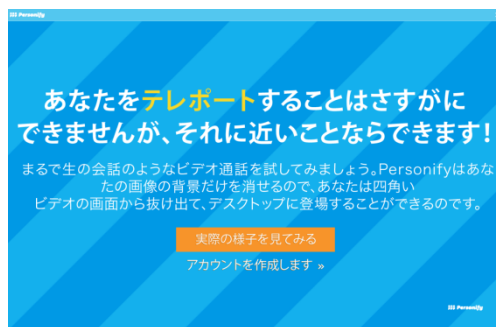 Personify
あなたをテレポートすることはさすがに
できませんが、それに近いことならできます!
まるで生の会話のようなビデオ通話を試してみましょう。Personifyはあな
たの画像の背景だけを消せるので、あなたは四角い
ビデオの画面から抜け出て、デスクトップに登場することができるのです。
実際の様子を見てみる
アカウントを作成します »
Personify